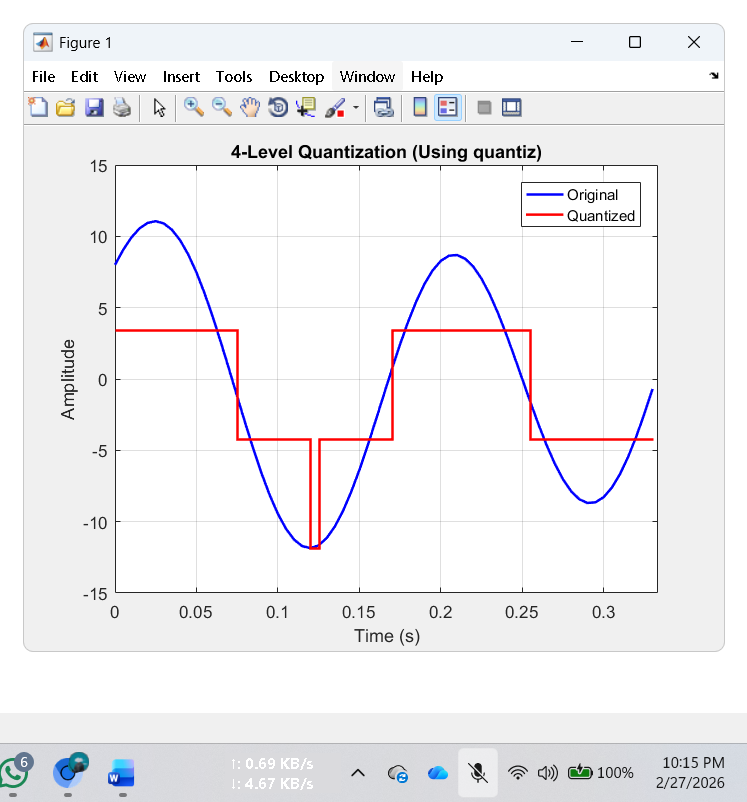 Figure 1
File Edit View Insert Tools Desktop Window Help
4-Level Quantization (Using quantiz)
Original
Quantized
15
10
5
0
-5
-10
-15
Amplitude
0 0.05 0.1 0.15 0.2 0.25 0.3
Time (s)
6
: 0.69 KB/s
: 4.67 KB/s
100%
10:15 PM
2/27/2026